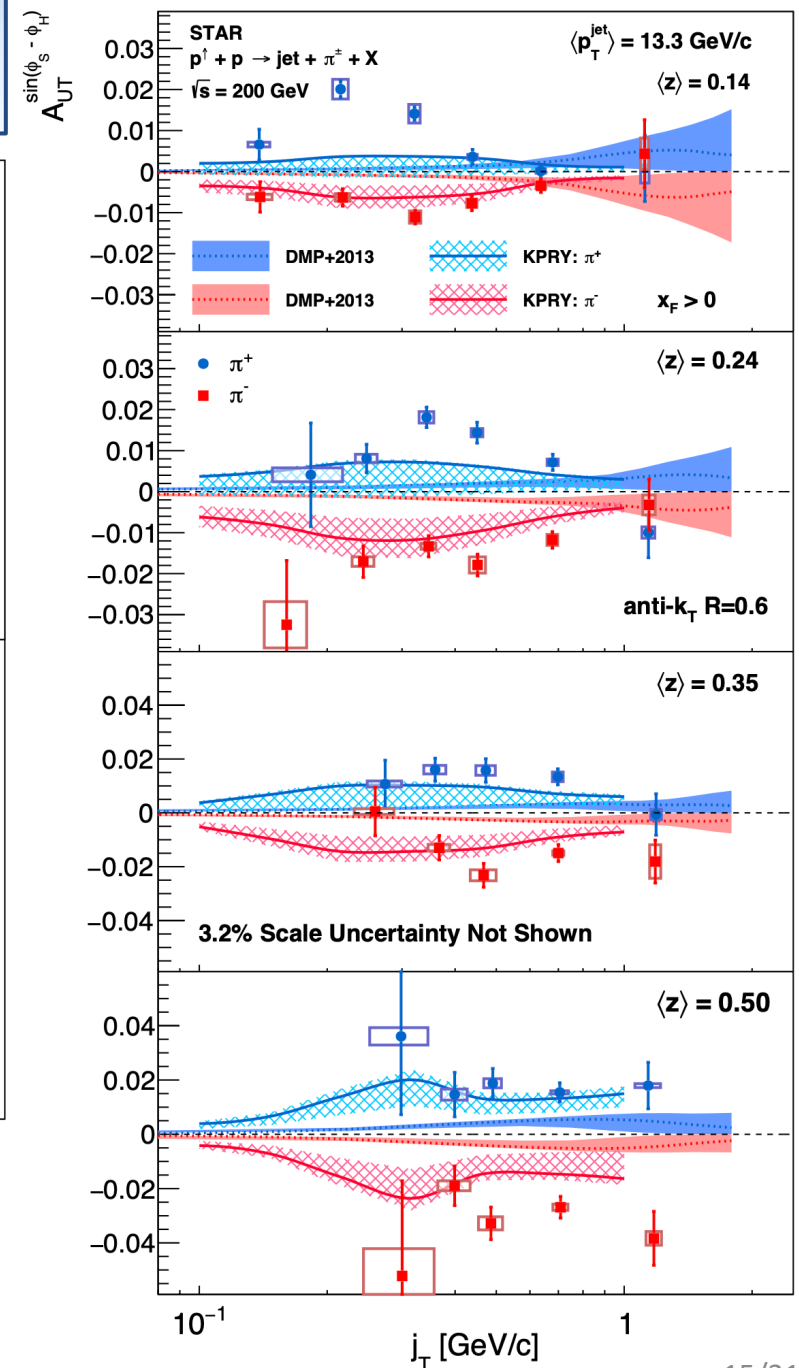 A_UT^sin(φ_S - φ_H)
STAR
p↑ + p → jet + π± + X
√s = 200 GeV
⟨p_T^jet⟩ = 13.3 GeV/c
⟨z⟩ = 0.14
0.03
0.02
0.01
0
−0.01
−0.02
−0.03
DMP+2013
KPRY: π+
DMP+2013
KPRY: π-
x_F > 0
π+
π-
⟨z⟩ = 0.24
0.03
0.02
0.01
0
−0.01
−0.02
−0.03
anti-k_T R=0.6
⟨z⟩ = 0.35
0.04
0.02
0
−0.02
−0.04
3.2% Scale Uncertainty Not Shown
⟨z⟩ = 0.50
0.04
0.02
0
−0.02
−0.04
10⁻¹
1
j_T [GeV/c]